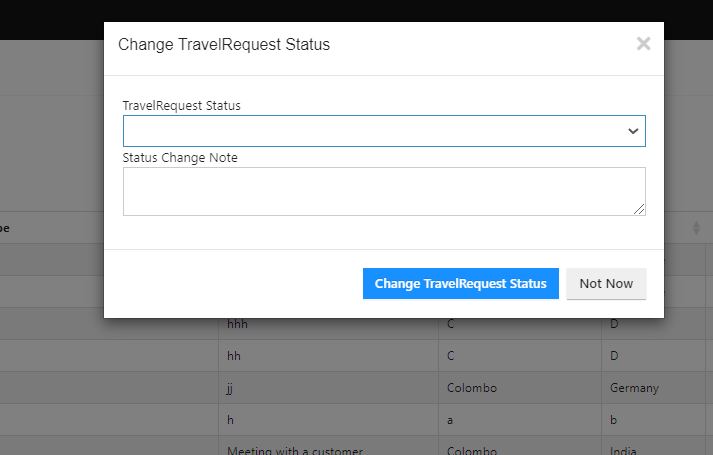 Change TravelRequest Status
TravelRequest Status
Status Change Note
Change TravelRequest Status Not Now
hhh C D
hh C D
jj Colombo Germany
h a b
Meeting with a customer Colombo India